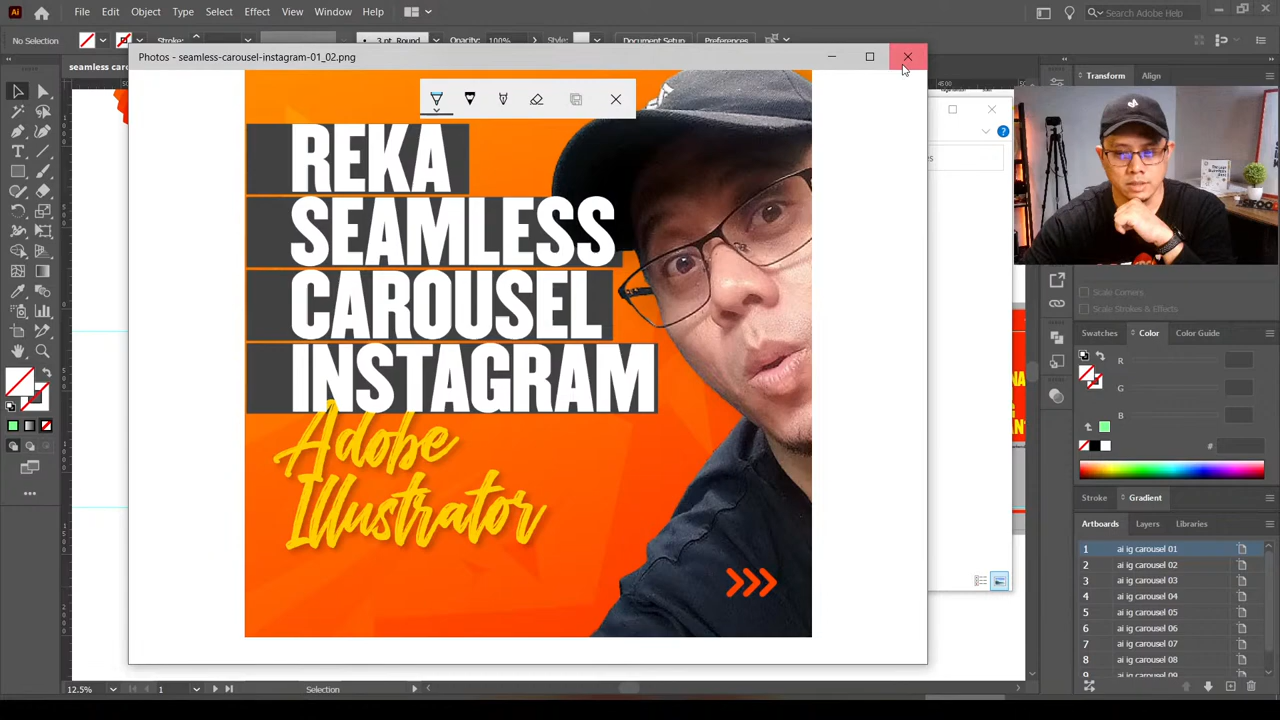 Ai File Edit Object Type Select Effect View Window Help
Search Adobe Help
No Selection Stroke: 3 pt. Round Opacity: 100% Style: Document Setup Preferences
seamless car
Photos - seamless-carousel-instagram-01_02.png
Transform Align
REKA
SEAMLESS
CAROUSEL
INSTAGRAM
Adobe
Illustrator
Scale Corners
Scale Strokes & Effects
Swatches Color Color Guide
R
G
B
#
Stroke Gradient
Artboards Layers Libraries
1 ai ig carousel 01
2 ai ig carousel 02
3 ai ig carousel 03
4 ai ig carousel 04
5 ai ig carousel 05
6 ai ig carousel 06
7 ai ig carousel 07
8 ai ig carousel 08
12.5% 1 Selection